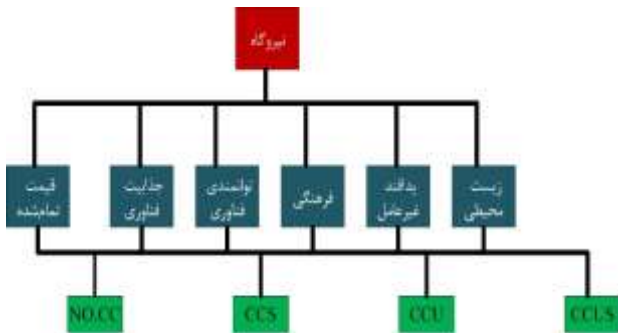 نیروگاه
زیست
محیطی
پدافند
غیرعامل
فرهنگی
توانمندی
فناوری
جذابیت
فناوری
قیمت
تمام‌شده
NO.CC
CCS
CCU
CCUS